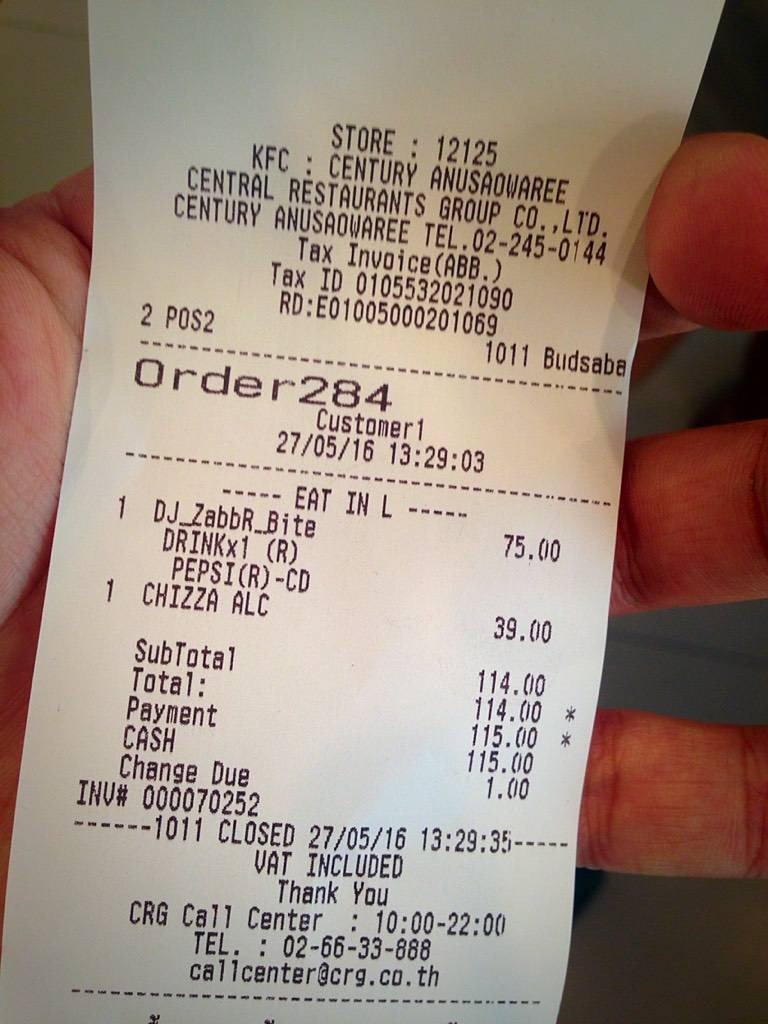 STORE : 12125
KFC : CENTURY ANUSAOWAREE
CENTRAL RESTAURANTS GROUP CO.,LTD.
CENTURY ANUSAOWAREE TEL.02-245-0144
Tax Invoice(ABB.)
Tax ID 0105532021090
RD:E01005000201069
2 POS2 1011 Budsaba
Order284
Customer1
27/05/16 13:29:03
----- EAT IN L -----
1 DJ_ZabbR_Bite 75.00
DRINKx1 (R)
PEPSI(R)-CD
1 CHIZZA ALC 39.00
SubTotal 114.00
Total: 114.00 *
Payment 115.00 *
CASH 115.00
Change Due 1.00
INV# 000070252
------1011 CLOSED 27/05/16 13:29:35-----
VAT INCLUDED
Thank You
CRG Call Center : 10:00-22:00
TEL. : 02-66-33-888
callcenter@crg.co.th